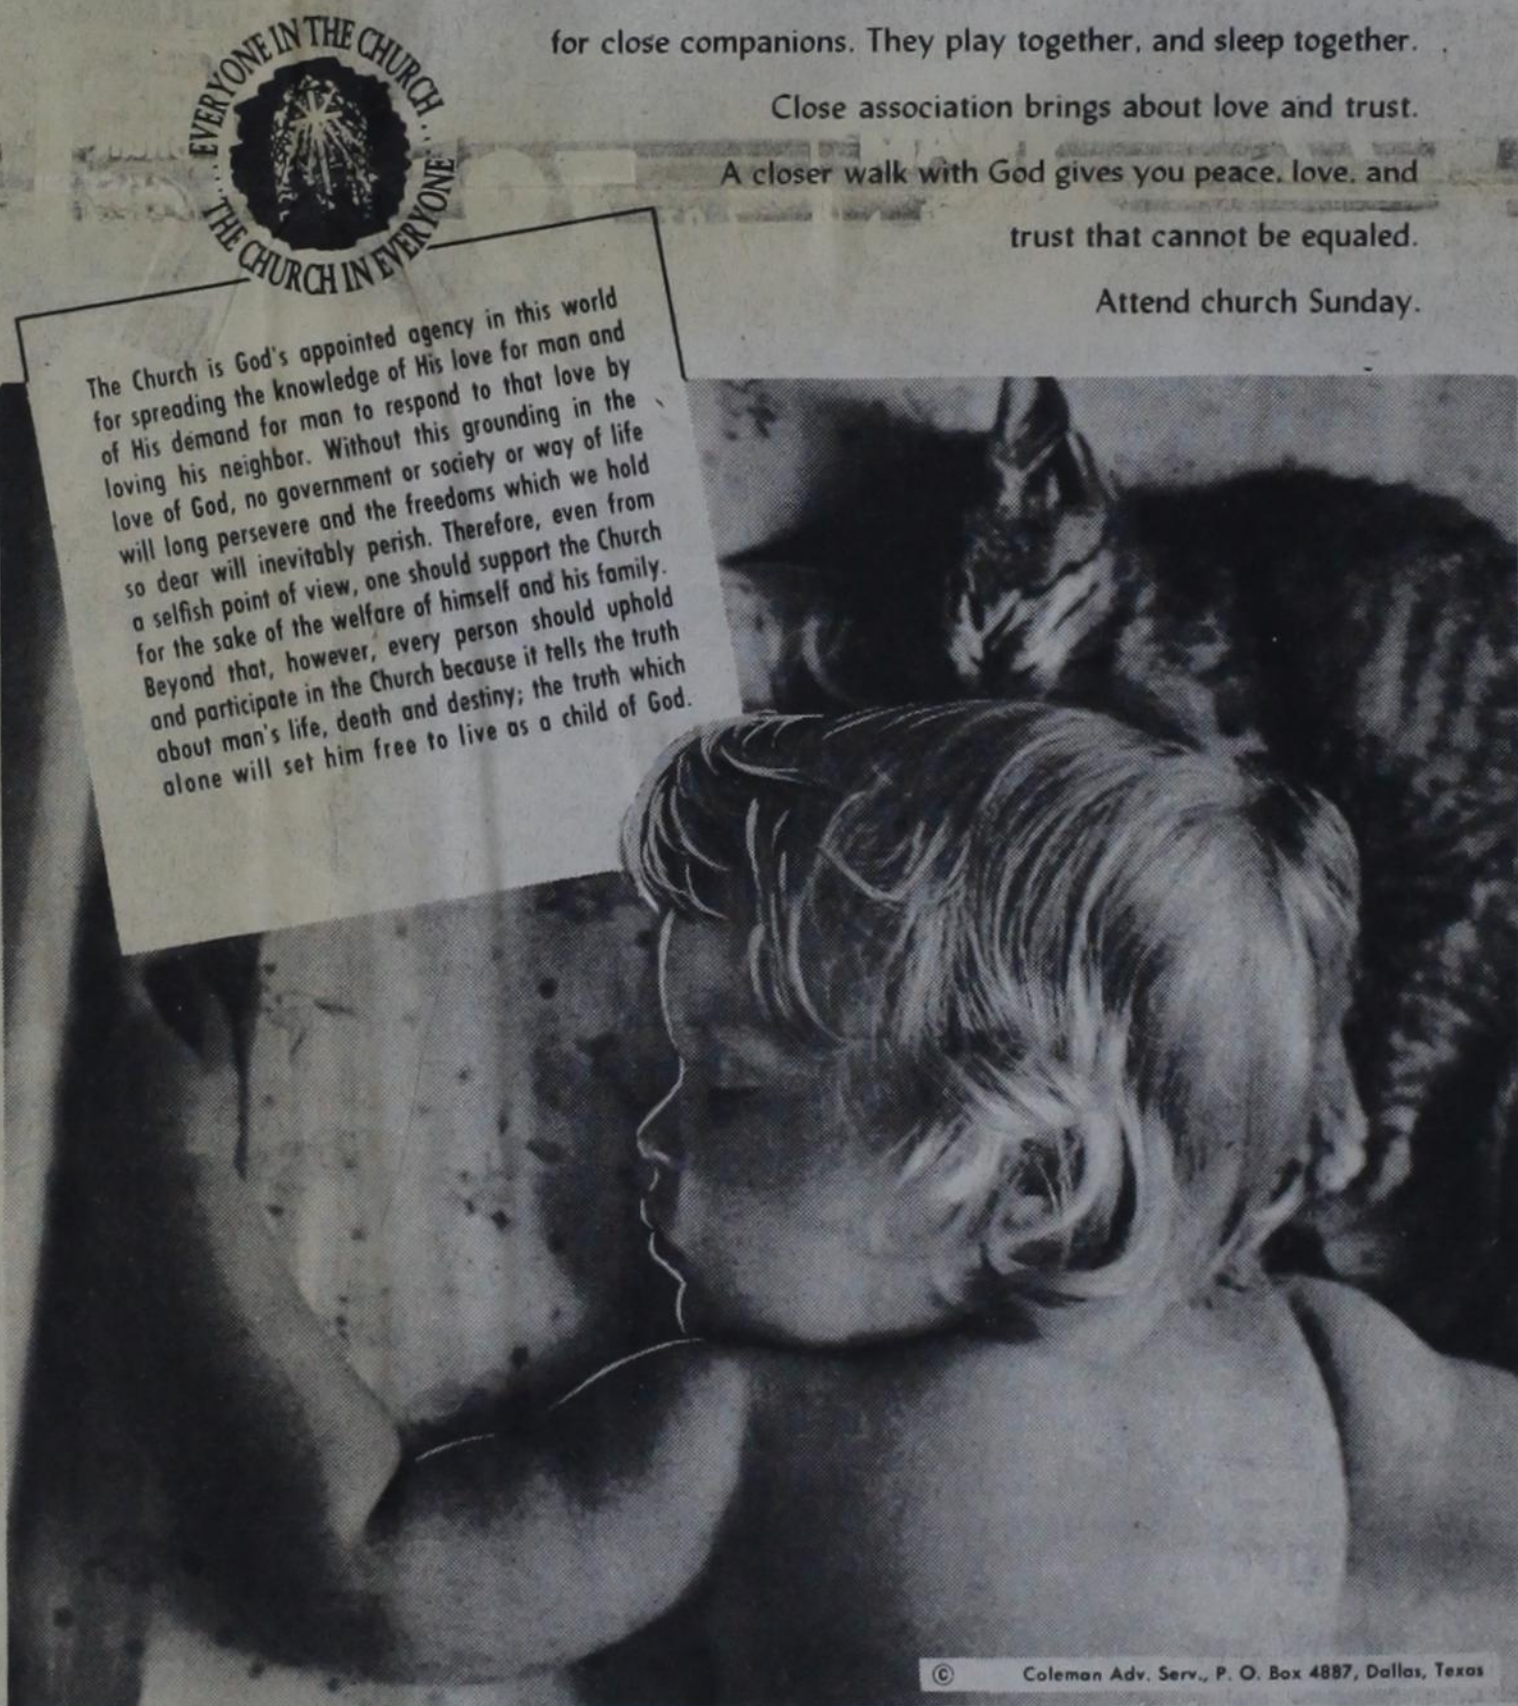 EVERYONE IN THE CHURCH...
THE CHURCH IN EVERYONE...
for close companions. They play together, and sleep together.
Close association brings about love and trust.
A closer walk with God gives you peace, love, and
trust that cannot be equaled.
Attend church Sunday.
The Church is God's appointed agency in this world
for spreading the knowledge of His love for man and
of His demand for man to respond to that love by
loving his neighbor. Without this grounding in the
love of God, no government or society or way of life
will long persevere and the freedoms which we hold
so dear will inevitably perish. Therefore, even from
a selfish point of view, one should support the Church
for the sake of the welfare of himself and his family.
Beyond that, however, every person should uphold
and participate in the Church because it tells the truth
about man's life, death and destiny; the truth which
alone will set him free to live as a child of God.
© Coleman Adv. Serv., P. O. Box 4887, Dallas, Texas